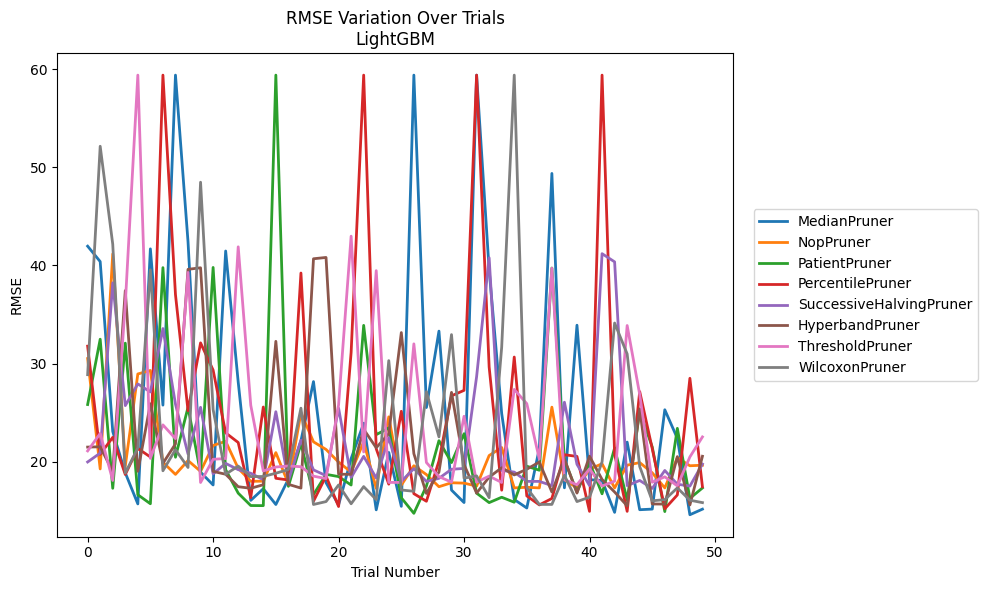 RMSE Variation Over Trials
LightGBM
RMSE
60
50
40
30
20
0
10
20
30
40
50
Trial Number
MedianPruner
NopPruner
PatientPruner
PercentilePruner
SuccessiveHalvingPruner
HyperbandPruner
ThresholdPruner
WilcoxonPruner